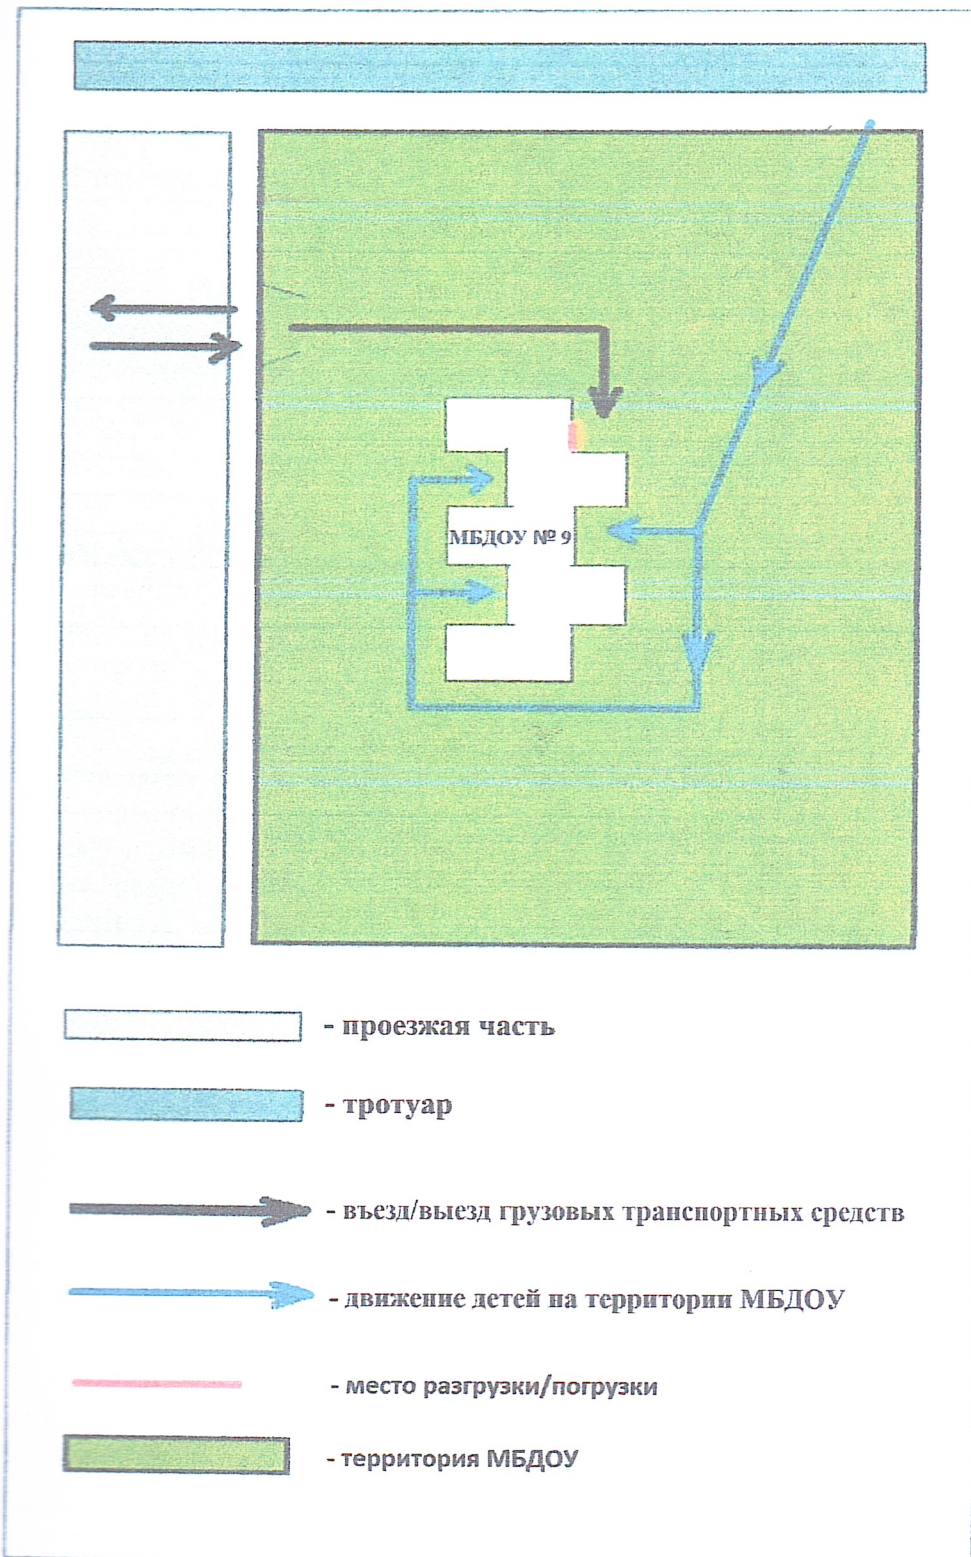 МБДОУ № 9
- проезжая часть
- тротуар
- въезд/выезд грузовых транспортных средств
- движение детей на территории МБДОУ
- место разгрузки/погрузки
- территория МБДОУ